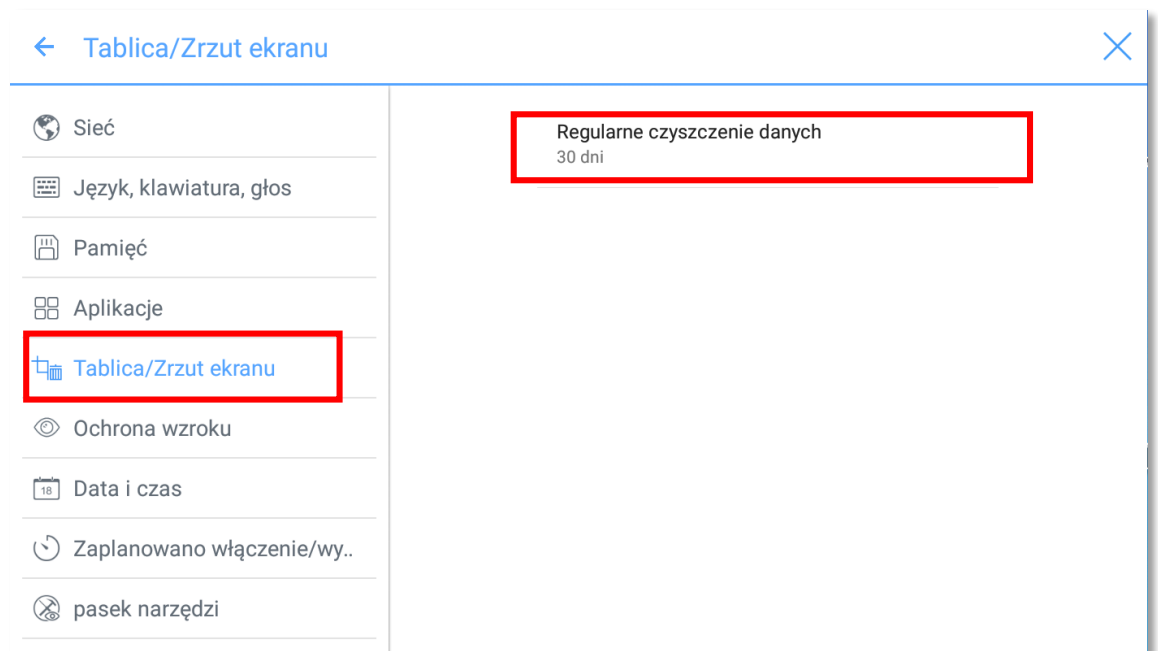 Tablica/Zrzut ekranu
Sieć
Język, klawiatura, głos
Pamięć
Aplikacje
Tablica/Zrzut ekranu
Ochrona wzroku
18
Data i czas
Zaplanowano włączenie/wy..
pasek narzędzi
Regularne czyszczenie danych
30 dni